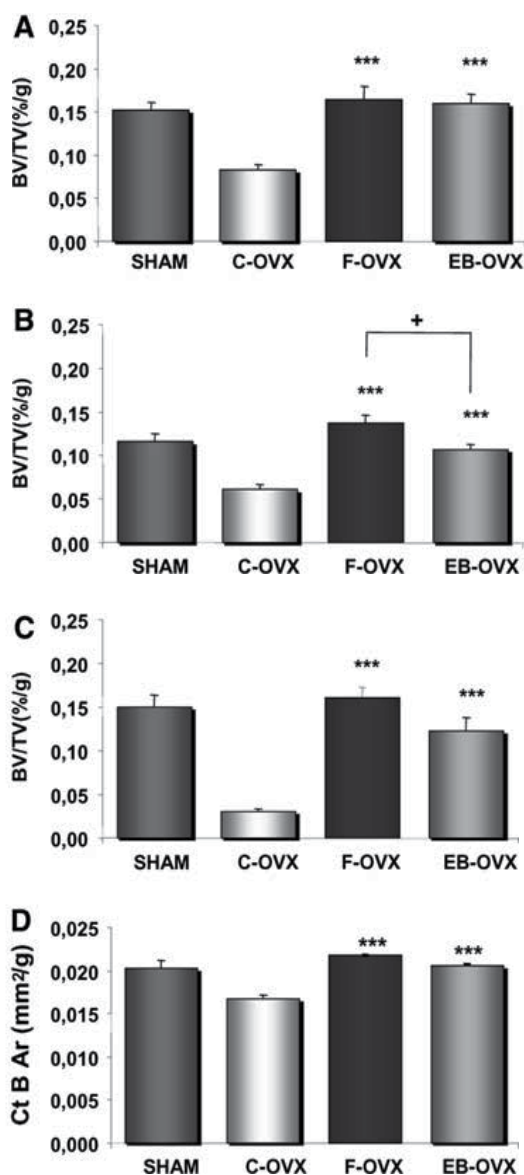 A
BV/TV(%/g)
0,25
0,20
0,15
0,10
0,05
0,00
*** ***
SHAM C-OVX F-OVX EB-OVX
B
BV/TV(%/g)
0,25
0,20
0,15
0,10
0,05
0,00
+
***
***
SHAM C-OVX F-OVX EB-OVX
C
BV/TV(%/g)
0,25
0,20
0,15
0,10
0,05
0,00
***
***
SHAM C-OVX F-OVX EB-OVX
D
Ct B Ar (mm²/g)
0,025
0,020
0,015
0,010
0,005
0,000
***
***
SHAM C-OVX F-OVX EB-OVX